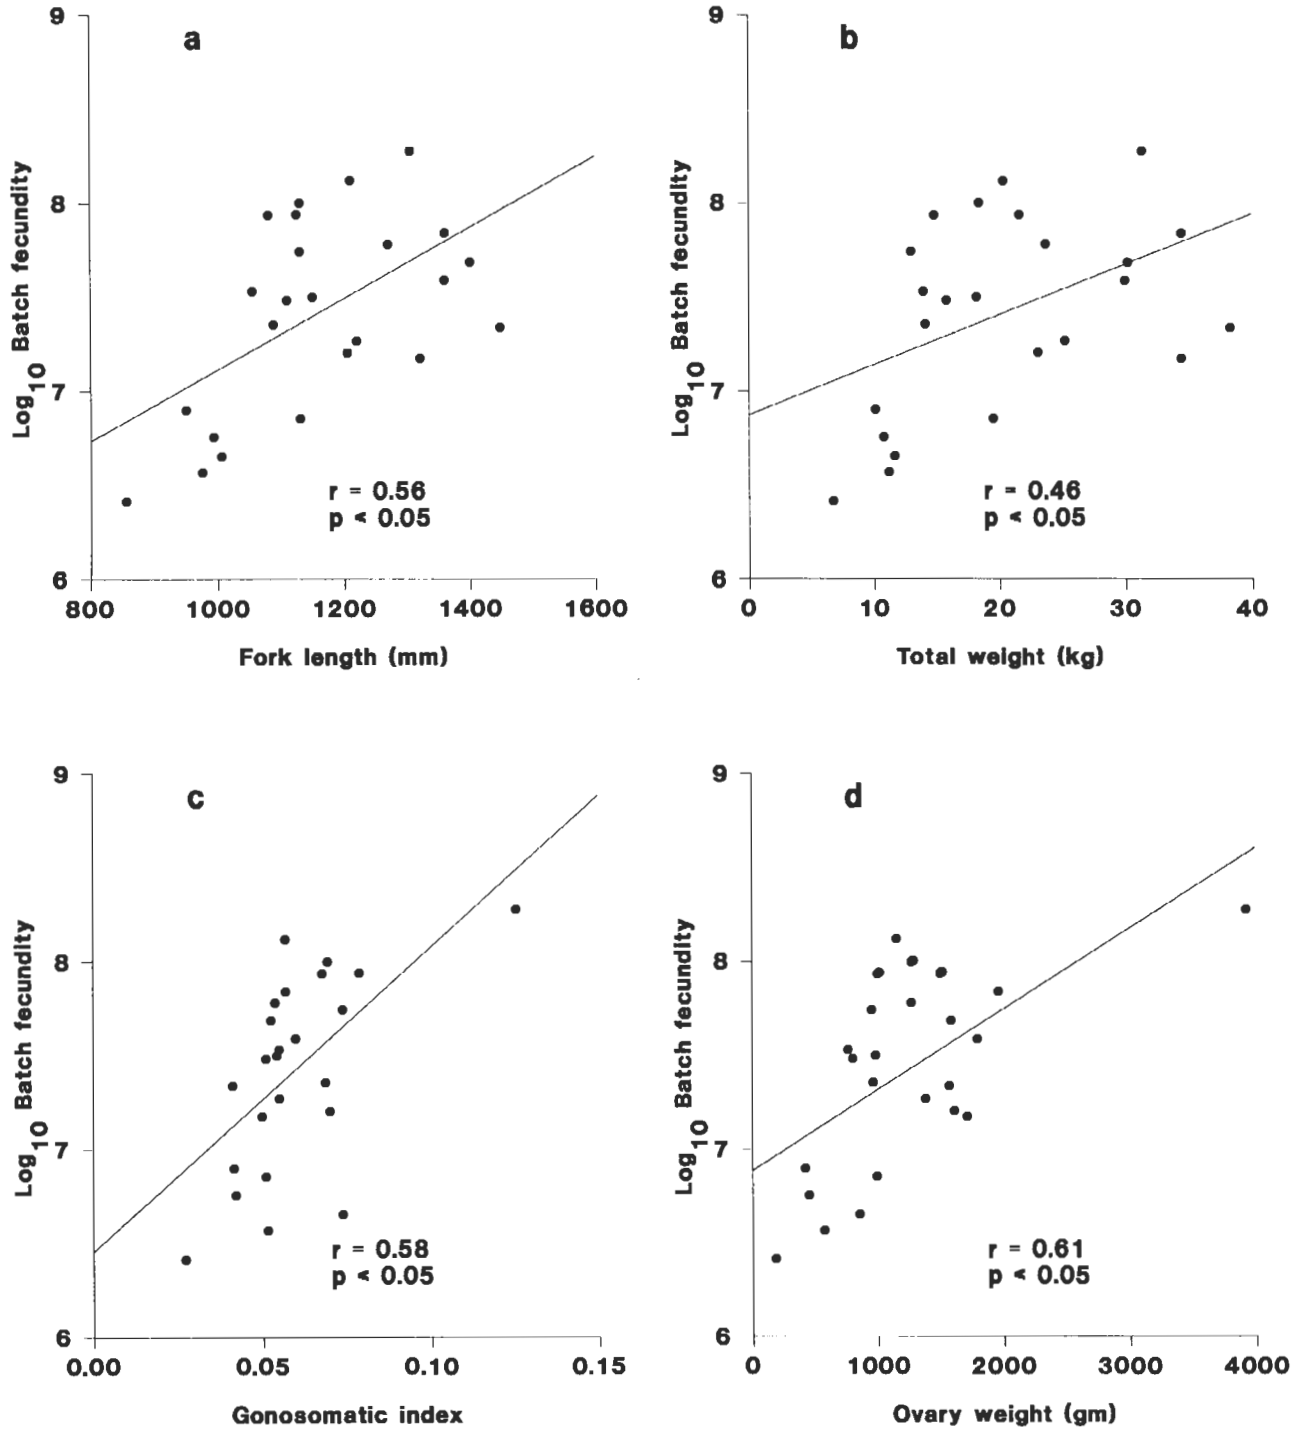 a
9
8
7
6
Log10 Batch fecundity
r = 0.56
p < 0.05
800 1000 1200 1400 1600
Fork length (mm)
b
9
8
7
6
Log10 Batch fecundity
r = 0.46
p < 0.05
0 10 20 30 40
Total weight (kg)
c
9
8
7
6
Log10 Batch fecundity
r = 0.58
p < 0.05
0.00 0.05 0.10 0.15
Gonosomatic index
d
9
8
7
6
Log10 Batch fecundity
r = 0.61
p < 0.05
0 1000 2000 3000 4000
Ovary weight (gm)